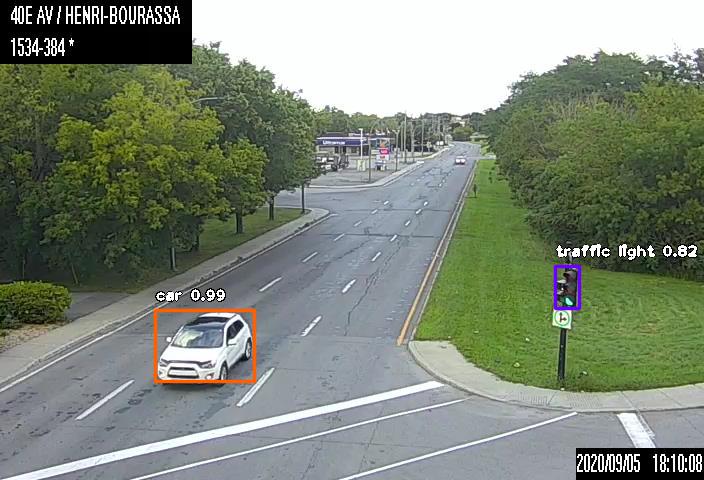 40E AV / HENRI-BOURASSA
1534-384 *
Ultramar
traffic light 0.82
car 0.99
2020/09/05 18:10:08